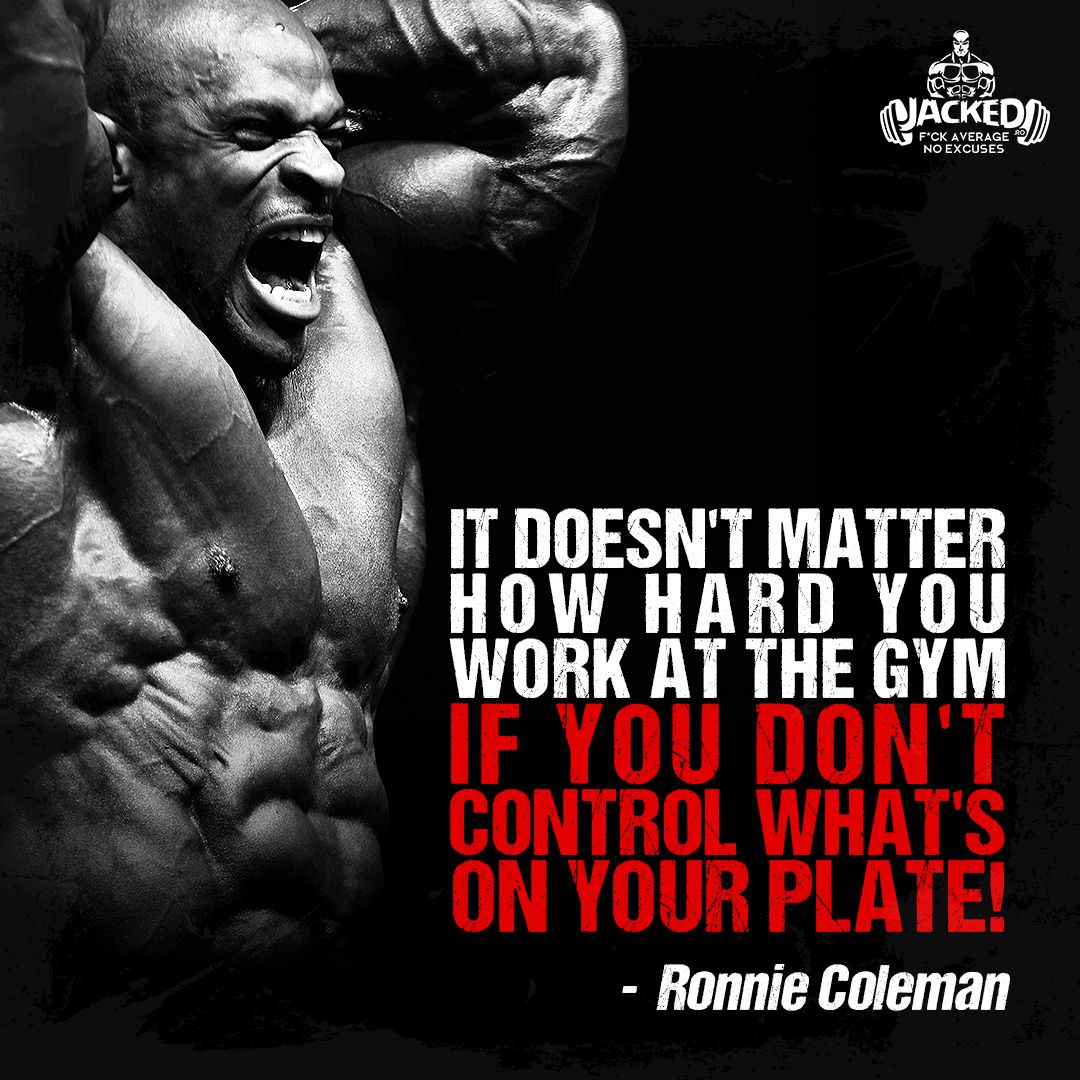 JACKED
.RO
F*CK AVERAGE
NO EXCUSES
IT DOESN'T MATTER
HOW HARD YOU
WORK AT THE GYM
IF YOU DON'T
CONTROL WHAT'S
ON YOUR PLATE!
- Ronnie Coleman